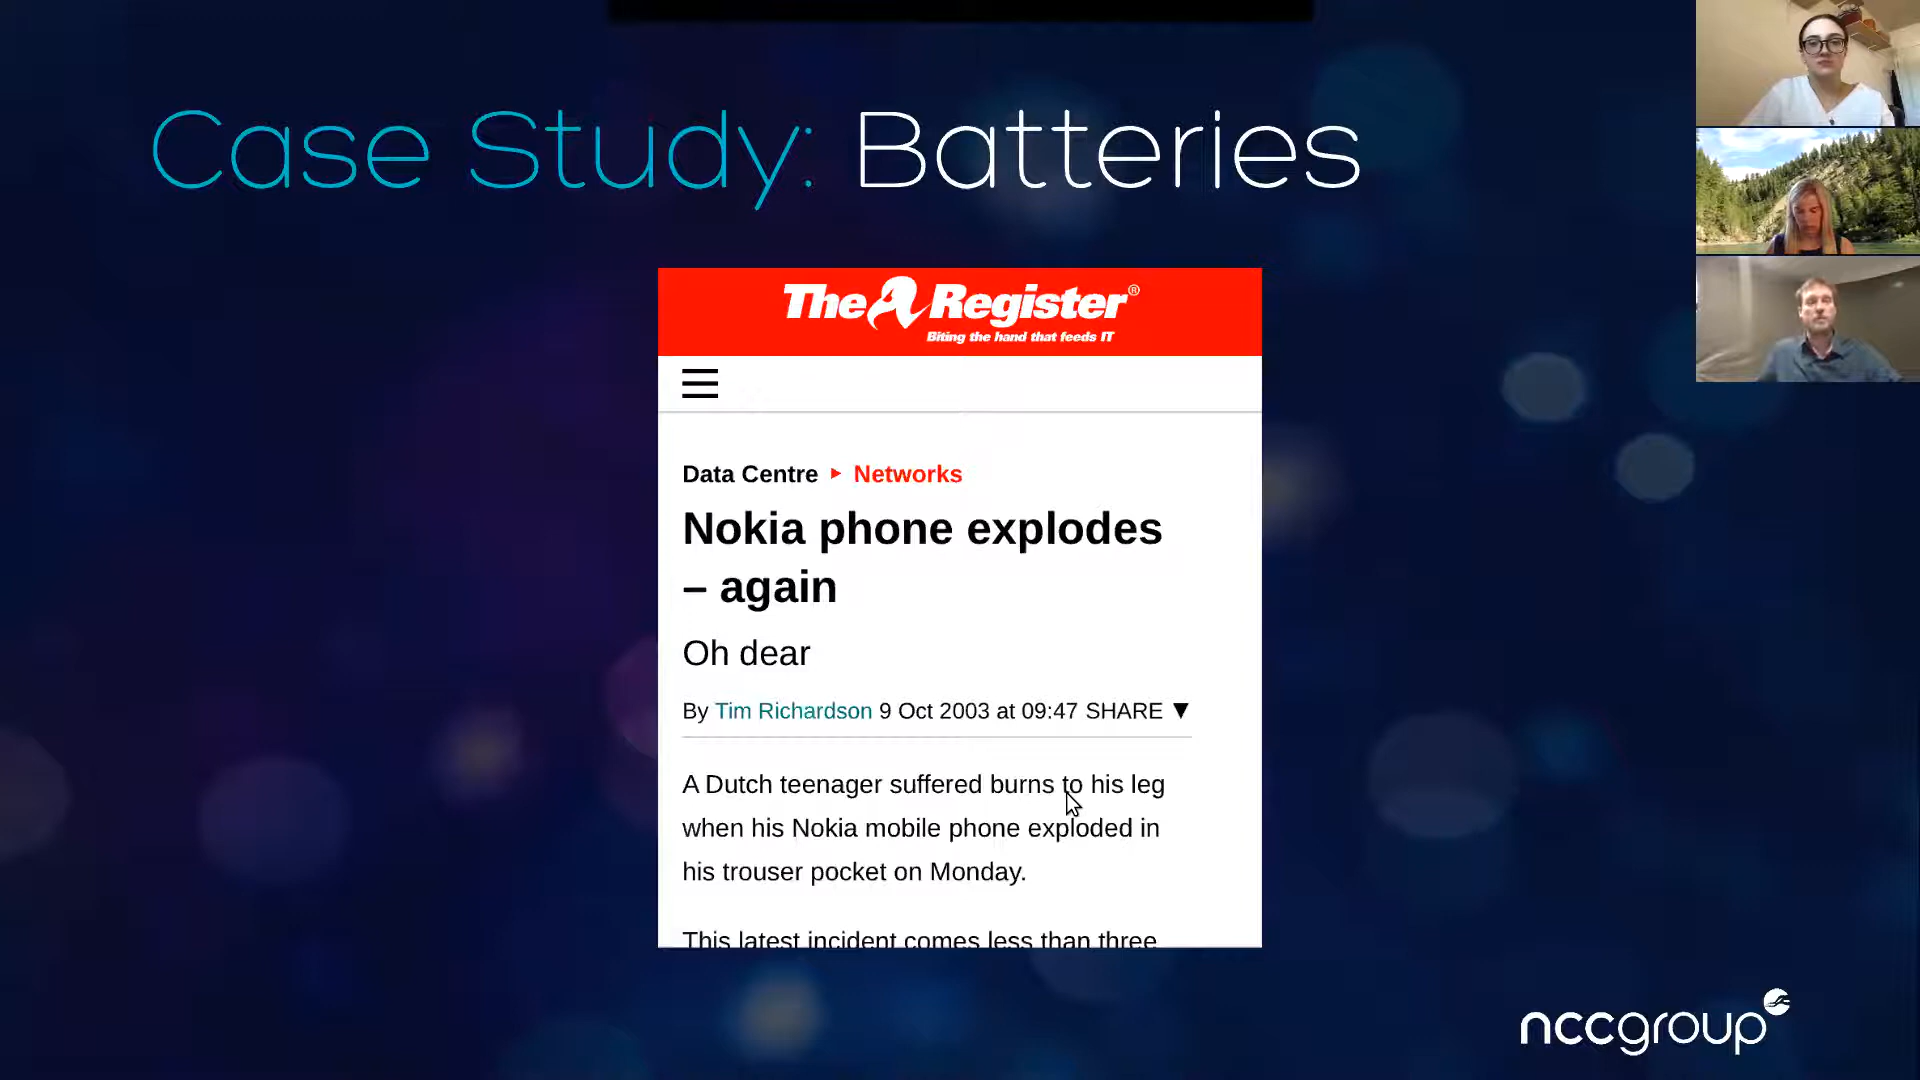 Case Study: Batteries
The Register®
Biting the hand that feeds IT
Data Centre ▸ Networks
Nokia phone explodes
– again
Oh dear
By Tim Richardson 9 Oct 2003 at 09:47 SHARE ▼
A Dutch teenager suffered burns to his leg
when his Nokia mobile phone exploded in
his trouser pocket on Monday.
This latest incident comes less than three
nccgroup